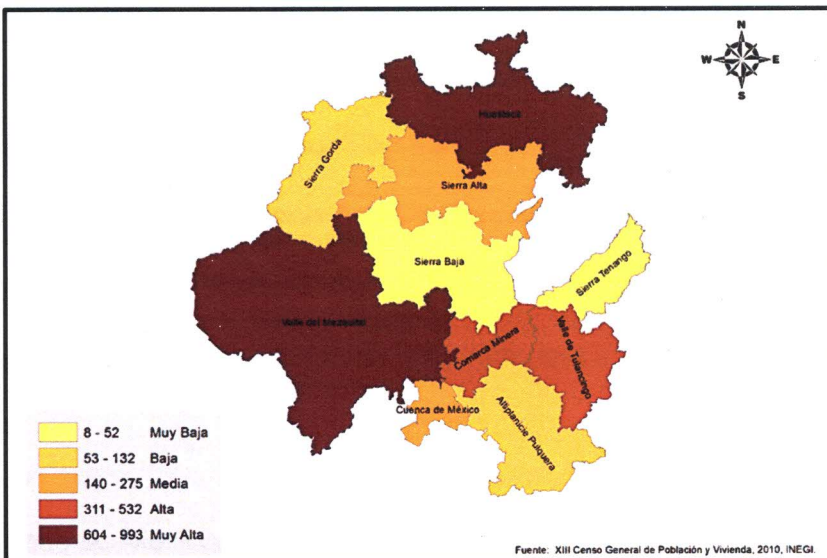 N
W E
S
Huasteca
Sierra Gorda
Sierra Alta
Sierra Baja
Sierra Tenango
Valle del Mezquital
Comarca Minera
Valle de Tulancingo
Cuenca de México
Altiplanicie Pulquera
8 - 52 Muy Baja
53 - 132 Baja
140 - 275 Media
311 - 532 Alta
604 - 993 Muy Alta
Fuente: XIII Censo General de Población y Vivienda, 2010, INEGI.